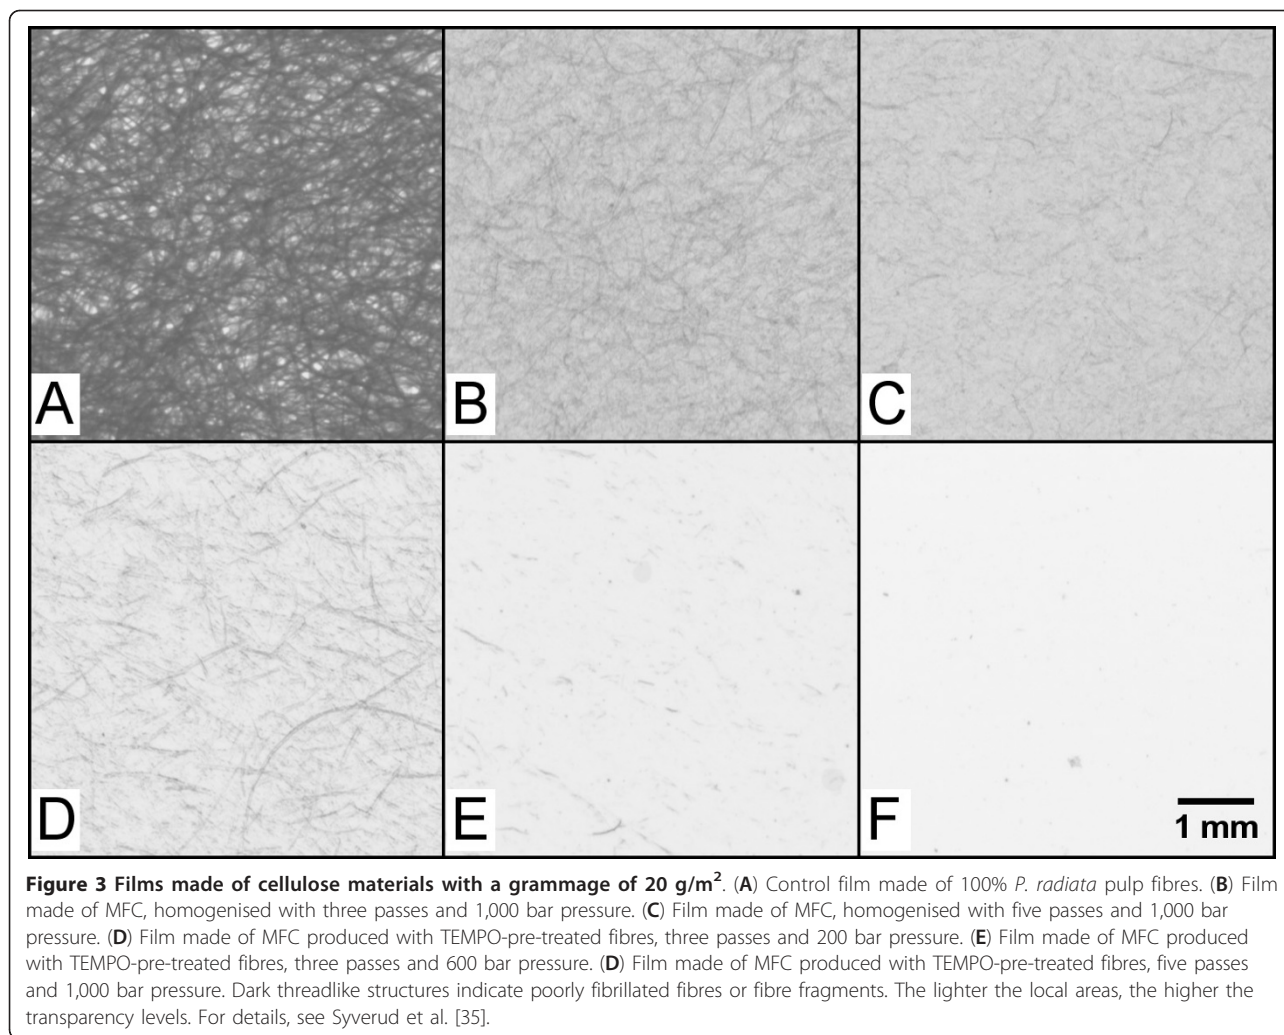 A
B
C
D
E
F
1 mm
Figure 3 Films made of cellulose materials with a grammage of 20 g/m². (A) Control film made of 100% P. radiata pulp fibres. (B) Film
made of MFC, homogenised with three passes and 1,000 bar pressure. (C) Film made of MFC, homogenised with five passes and 1,000 bar
pressure. (D) Film made of MFC produced with TEMPO-pre-treated fibres, three passes and 200 bar pressure. (E) Film made of MFC produced
with TEMPO-pre-treated fibres, three passes and 600 bar pressure. (D) Film made of MFC produced with TEMPO-pre-treated fibres, five passes
and 1,000 bar pressure. Dark threadlike structures indicate poorly fibrillated fibres or fibre fragments. The lighter the local areas, the higher the
transparency levels. For details, see Syverud et al. [35].